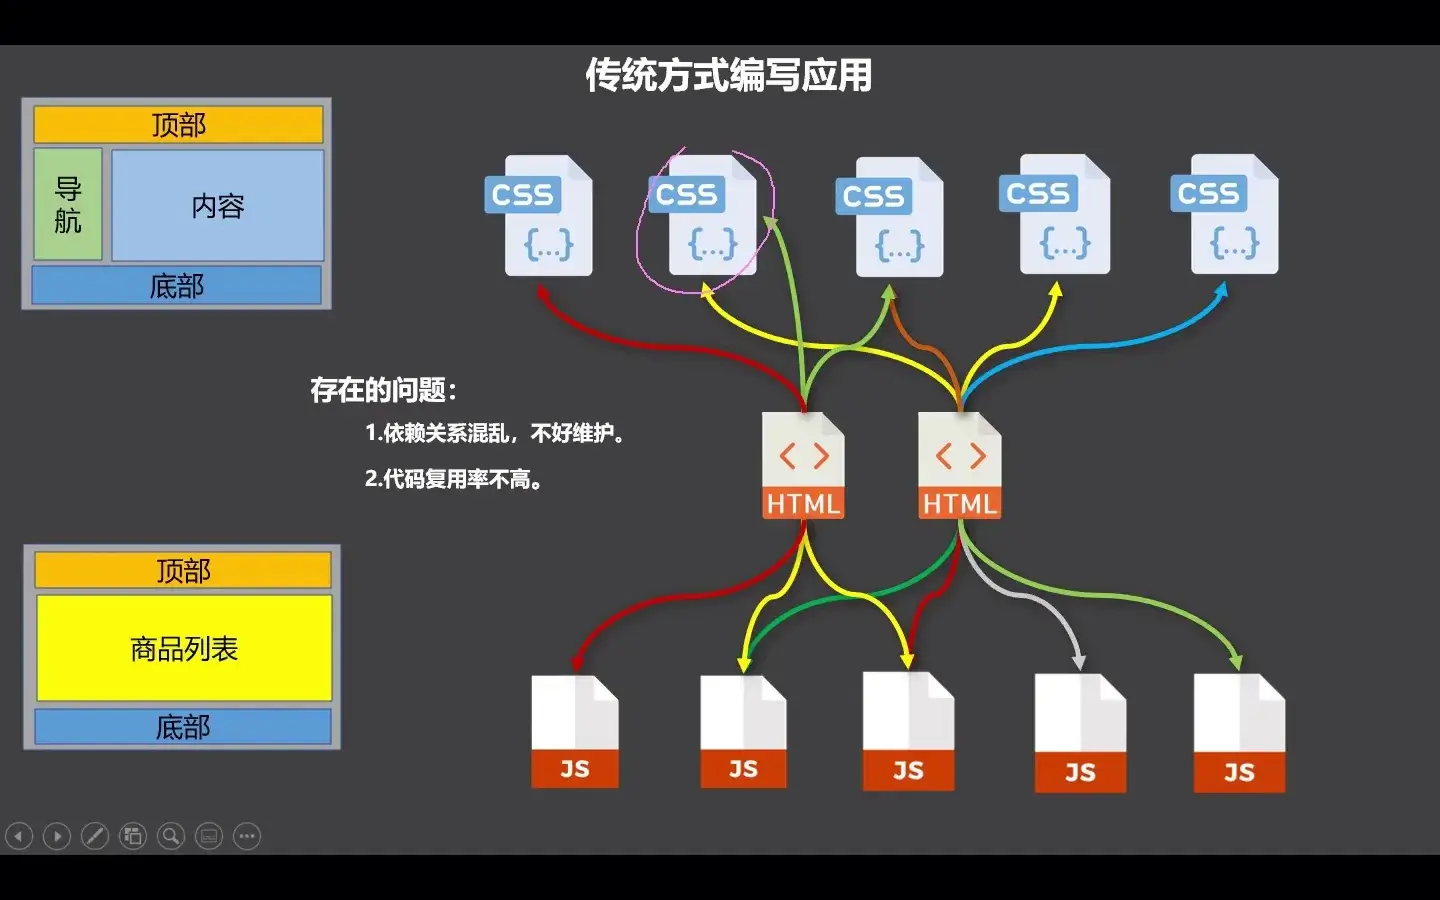 传统方式编写应用
顶部
导航
内容
底部
CSS
{...}
CSS
{...}
CSS
{...}
CSS
{...}
CSS
{...}
存在的问题：
1.依赖关系混乱，不好维护。
2.代码复用率不高。
< >
HTML
< >
HTML
顶部
商品列表
底部
JS
JS
JS
JS
JS